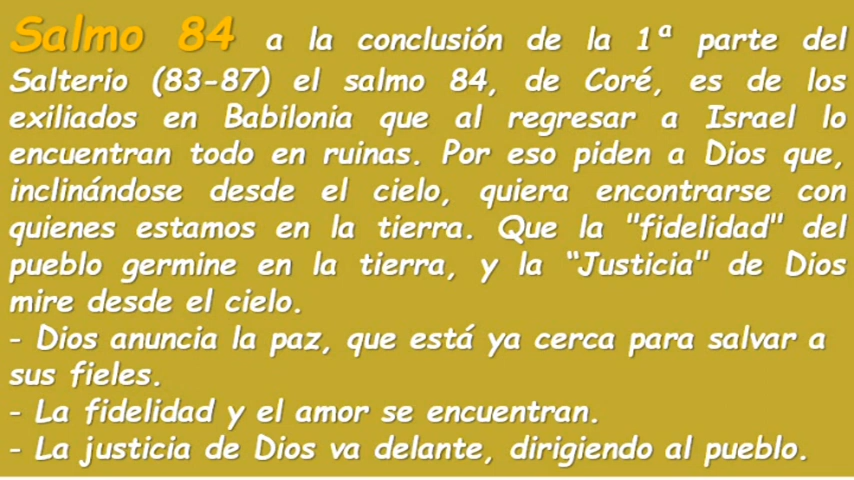 Salmo 84 a la conclusión de la 1ª parte del
Salterio (83-87) el salmo 84, de Coré, es de los
exiliados en Babilonia que al regresar a Israel lo
encuentran todo en ruinas. Por eso piden a Dios que,
inclinándose desde el cielo, quiera encontrarse con
quienes estamos en la tierra. Que la "fidelidad" del
pueblo germine en la tierra, y la “Justicia" de Dios
mire desde el cielo.
- Dios anuncia la paz, que está ya cerca para salvar a
sus fieles.
- La fidelidad y el amor se encuentran.
- La justicia de Dios va delante, dirigiendo al pueblo.